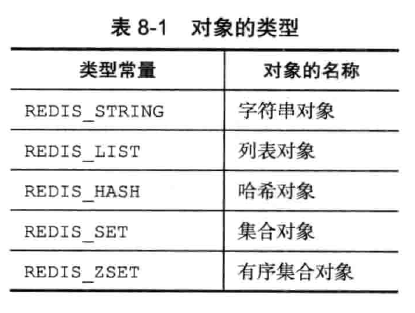 表 8-1 对象的类型
类型常量 对象的名称
REDIS_STRING 字符串对象
REDIS_LIST 列表对象
REDIS_HASH 哈希对象
REDIS_SET 集合对象
REDIS_ZSET 有序集合对象